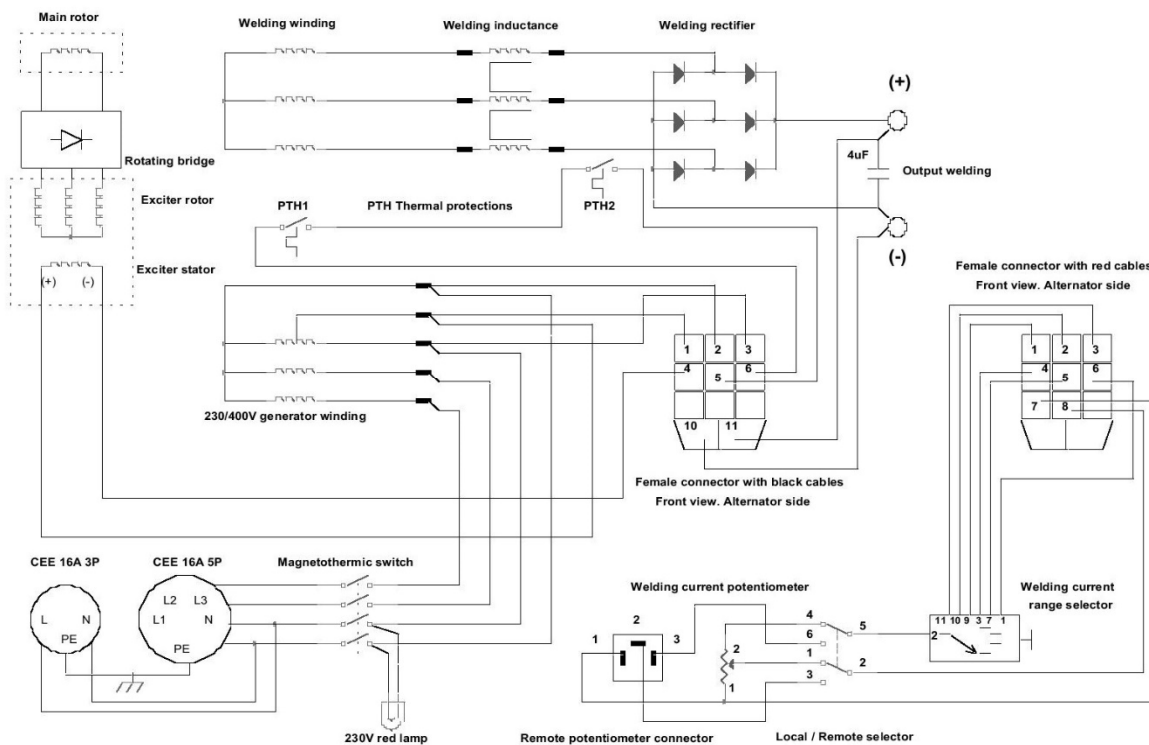 Main rotor
Welding winding
Welding inductance
Welding rectifier
(+)
Rotating bridge
4uF
Output welding
Exciter rotor
PTH1
PTH Thermal protections
PTH2
(-)
Exciter stator
(+) (-)
Female connector with red cables
Front view. Alternator side
1 2 3
4 5 6
10 11
1 2 3
4 5 6
7 8
230/400V generator winding
Female connector with black cables
Front view. Alternator side
CEE 16A 3P
CEE 16A 5P
Magnetothermic switch
Welding current potentiometer
Welding current
range selector
L N
PE
L2 L3
L1 N
PE
1 2 3
2
1
4
6
5
1
3
2
11 10 9 3 7 1
2
230V red lamp
Remote potentiometer connector
Local / Remote selector